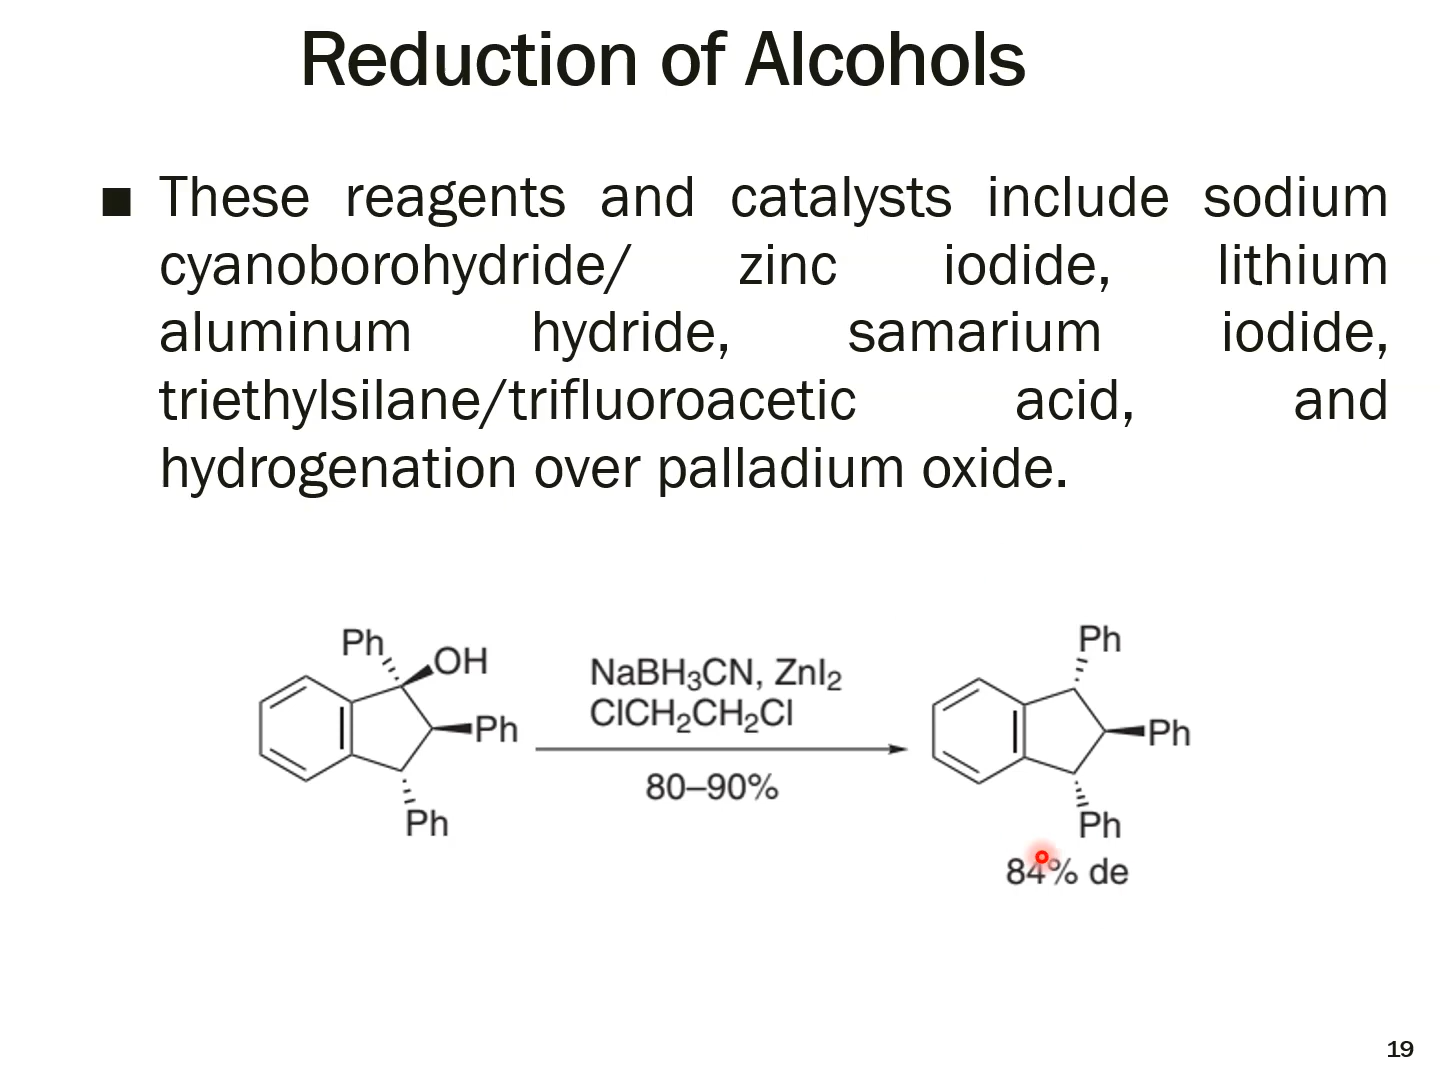 Reduction of Alcohols
■ These reagents and catalysts include sodium
cyanoborohydride/ zinc iodide, lithium
aluminum hydride, samarium iodide,
triethylsilane/trifluoroacetic acid, and
hydrogenation over palladium oxide.
Ph
OH
Ph
Ph
NaBH3CN, ZnI2
ClCH2CH2Cl
80–90%
Ph
Ph
Ph
84% de
19